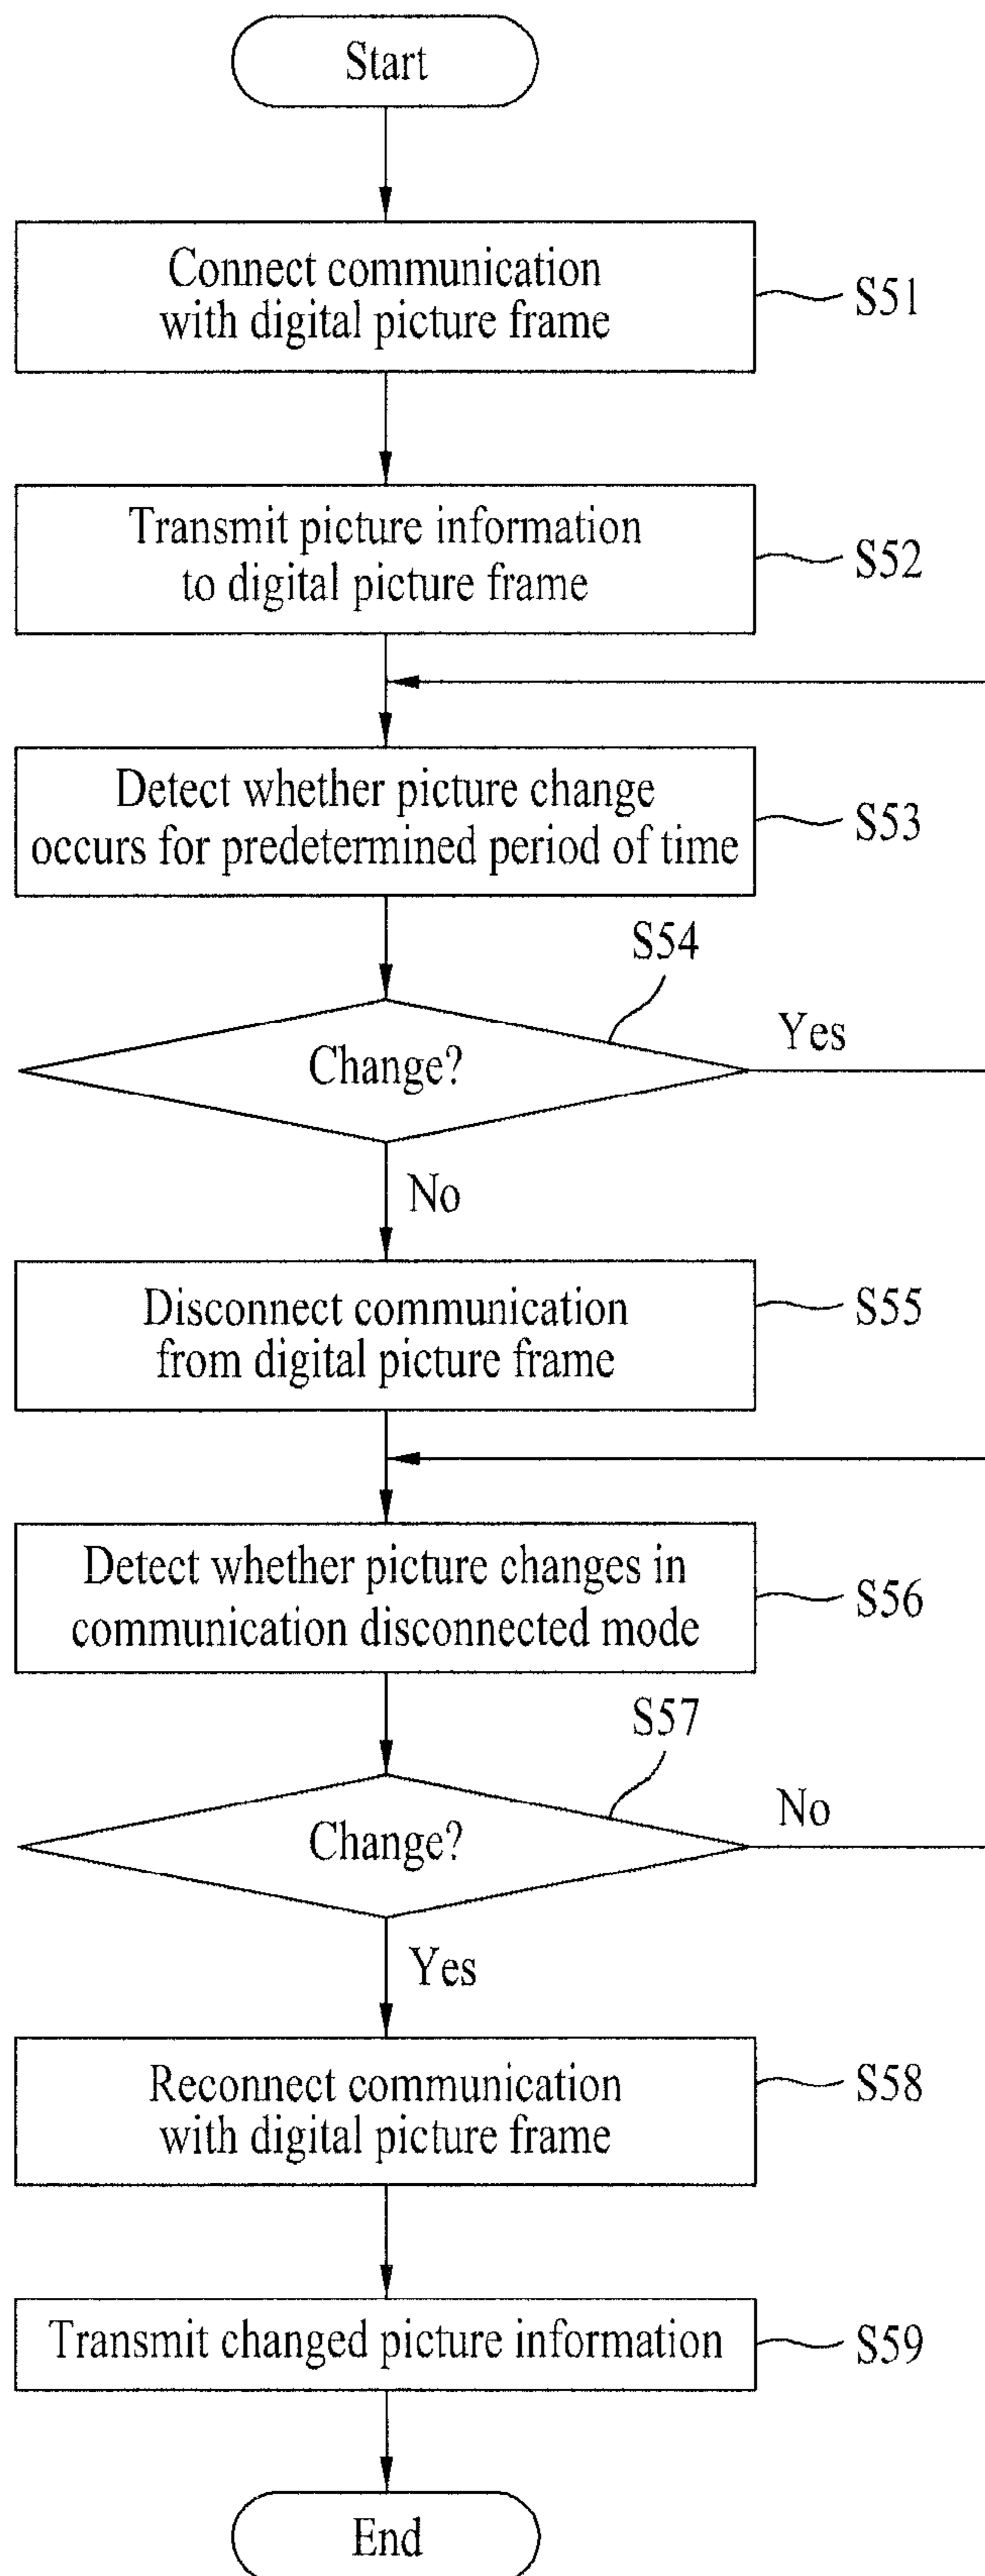 Start
Connect communication
with digital picture frame
S51
Transmit picture information
to digital picture frame
S52
Detect whether picture change
occurs for predetermined period of time
S53
S54
Change?
Yes
No
Disconnect communication
from digital picture frame
S55
Detect whether picture changes in
communication disconnected mode
S56
S57
Change?
No
Yes
Reconnect communication
with digital picture frame
S58
Transmit changed picture information
S59
End